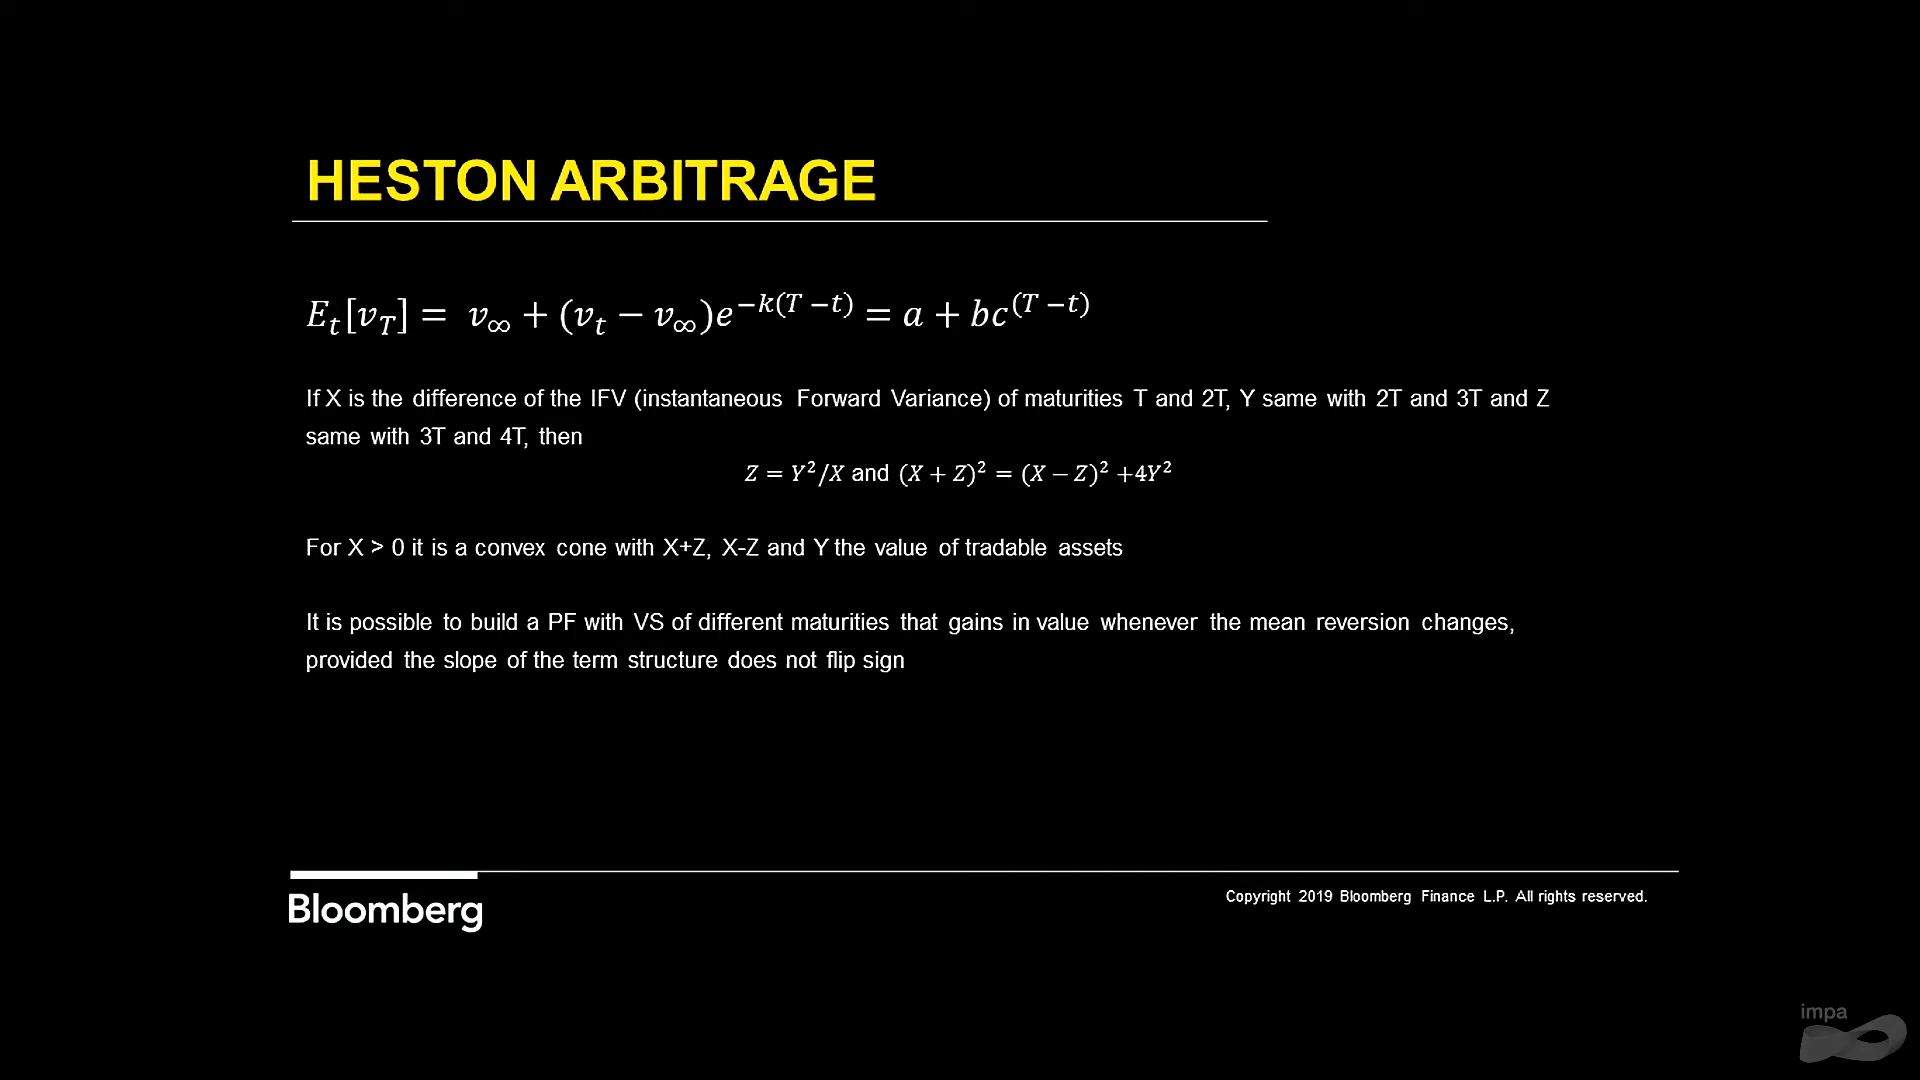 HESTON ARBITRAGE
E_t[v_T] = v_∞ + (v_t − v_∞)e^{−k(T −t)} = a + bc^{(T −t)}
If X is the difference of the IFV (instantaneous Forward Variance) of maturities T and 2T, Y same with 2T and 3T and Z
same with 3T and 4T, then
Z = Y²/X and (X + Z)² = (X − Z)² +4Y²
For X > 0 it is a convex cone with X+Z, X-Z and Y the value of tradable assets
It is possible to build a PF with VS of different maturities that gains in value whenever the mean reversion changes,
provided the slope of the term structure does not flip sign
Bloomberg
Copyright 2019 Bloomberg Finance L.P. All rights reserved.
impa